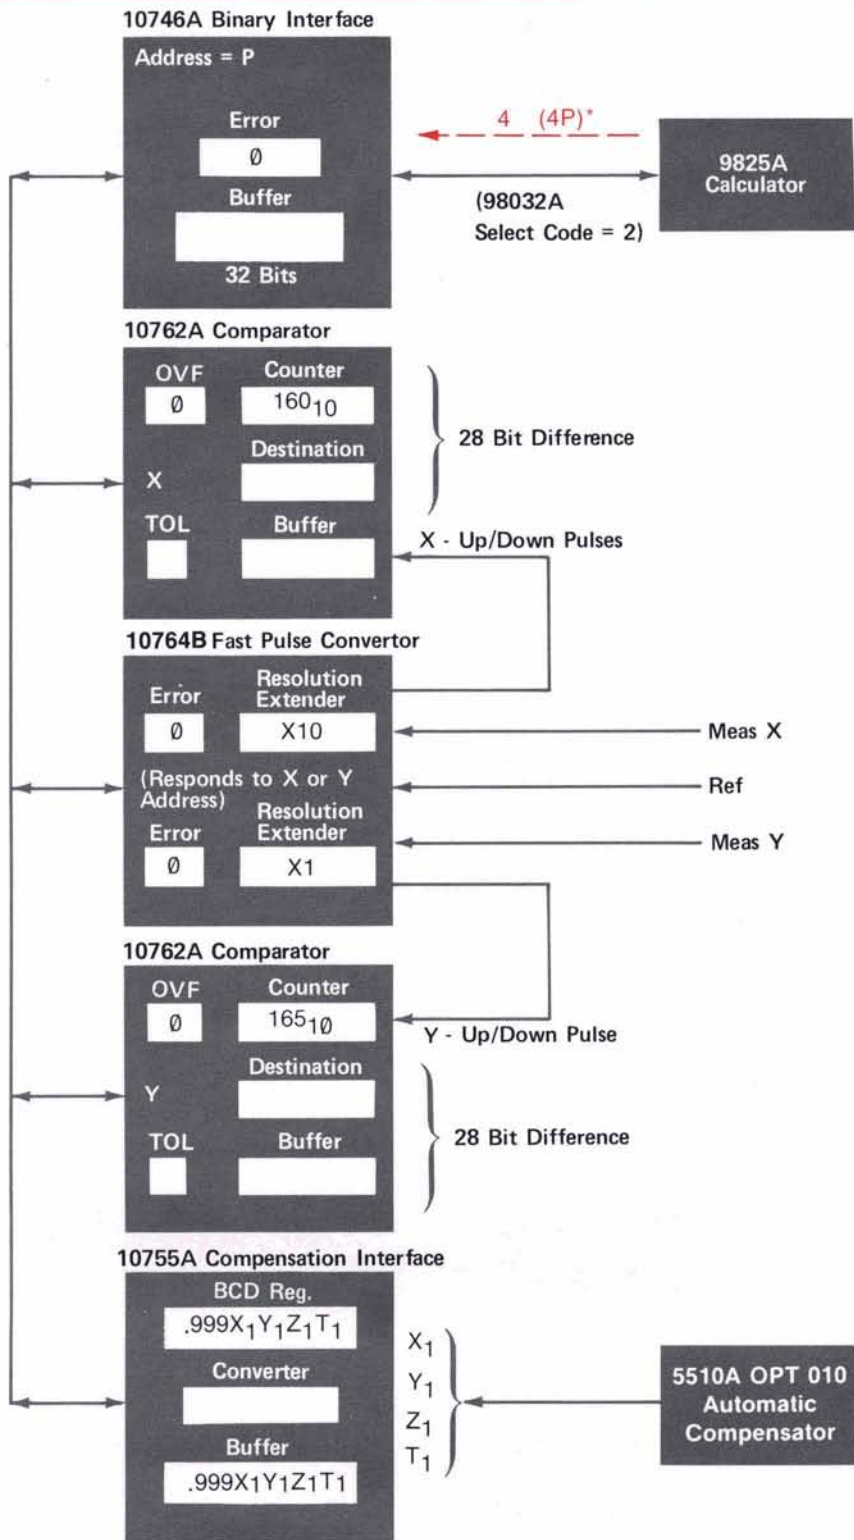 10746A Binary Interface
Address = P
Error
Ø
Buffer
32 Bits
4 (4P)*
(98032A
Select Code = 2)
9825A
Calculator
10762A Comparator
OVF
Counter
Ø
160₁₀
Destination
X
TOL
Buffer
28 Bit Difference
X - Up/Down Pulses
10764B Fast Pulse Convertor
Error
Resolution
Extender
Ø
X10
(Responds to X or Y
Address)
Error
Resolution
Extender
Ø
X1
Meas X
Ref
Meas Y
10762A Comparator
OVF
Counter
Ø
165₁Ø
Y - Up/Down Pulse
Destination
Y
TOL
Buffer
28 Bit Difference
10755A Compensation Interface
BCD Reg.
.999X₁Y₁Z₁T₁
Converter
Buffer
.999X₁Y₁Z₁T₁
X₁
Y₁
Z₁
T₁
5510A OPT 010
Automatic
Compensator